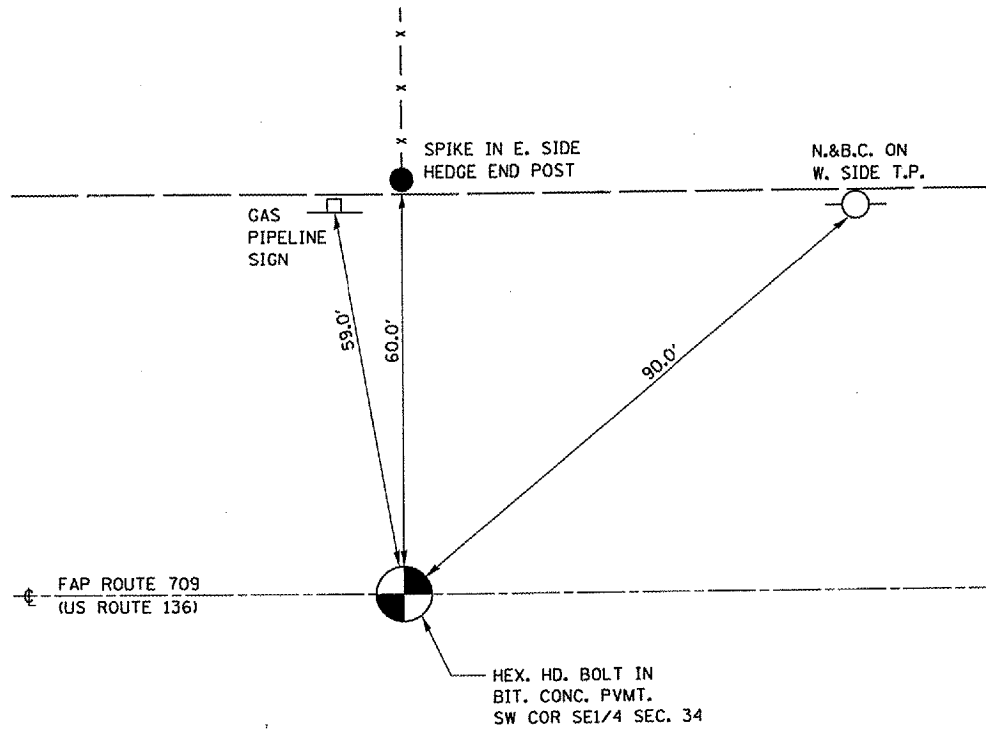 SPIKE IN E. SIDE
HEDGE END POST
N.&B.C. ON
W. SIDE T.P.
GAS
PIPELINE
SIGN
59.0'
60.0'
90.0'
℄ FAP ROUTE 709
(US ROUTE 136)
HEX. HD. BOLT IN
BIT. CONC. PVMT.
SW COR SE1/4 SEC. 34